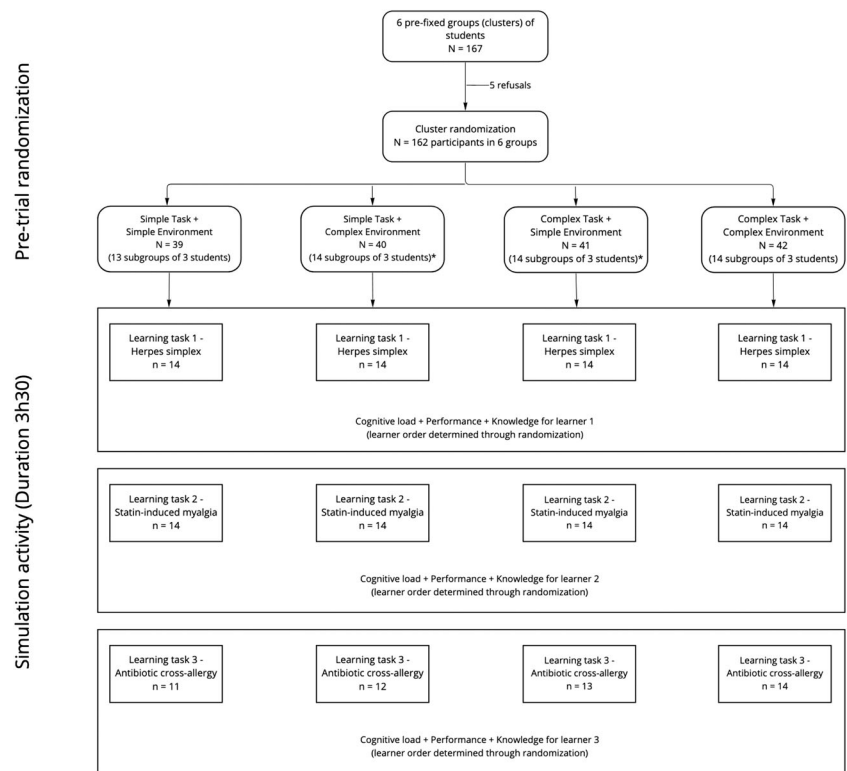 6 pre-fixed groups (clusters) of
students
N = 167
5 refusals
Cluster randomization
N = 162 participants in 6 groups
Pre-trial randomization
Simple Task +
Simple Environment
N = 39
(13 subgroups of 3 students)
Simple Task +
Complex Environment
N = 40
(14 subgroups of 3 students)*
Complex Task +
Simple Environment
N = 41
(14 subgroups of 3 students)*
Complex Task +
Complex Environment
N = 42
(14 subgroups of 3 students)
Simulation activity (Duration 3h30)
Learning task 1 -
Herpes simplex
n = 14
Learning task 1 -
Herpes simplex
n = 14
Learning task 1 -
Herpes simplex
n = 14
Learning task 1 -
Herpes simplex
n = 14
Cognitive load + Performance + Knowledge for learner 1
(learner order determined through randomization)
Learning task 2 -
Statin-induced myalgia
n = 14
Learning task 2 -
Statin-induced myalgia
n = 14
Learning task 2 -
Statin-induced myalgia
n = 14
Learning task 2 -
Statin-induced myalgia
n = 14
Cognitive load + Performance + Knowledge for learner 2
(learner order determined through randomization)
Learning task 3 -
Antibiotic cross-allergy
n = 11
Learning task 3 -
Antibiotic cross-allergy
n = 12
Learning task 3 -
Antibiotic cross-allergy
n = 13
Learning task 3 -
Antibiotic cross-allergy
n = 14
Cognitive load + Performance + Knowledge for learner 3
(learner order determined through randomization)